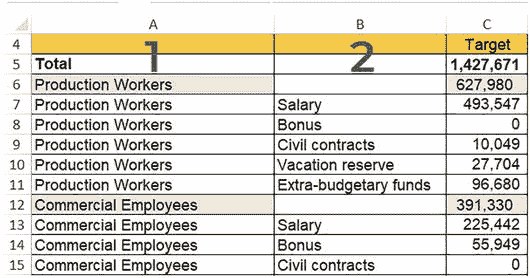 A B C
4 1 2 Target
5 Total 1,427,671
6 Production Workers 627,980
7 Production Workers Salary 493,547
8 Production Workers Bonus 0
9 Production Workers Civil contracts 10,049
10 Production Workers Vacation reserve 27,704
11 Production Workers Extra-budgetary funds 96,680
12 Commercial Employees 391,330
13 Commercial Employees Salary 225,442
14 Commercial Employees Bonus 55,949
15 Commercial Employees Civil contracts 0